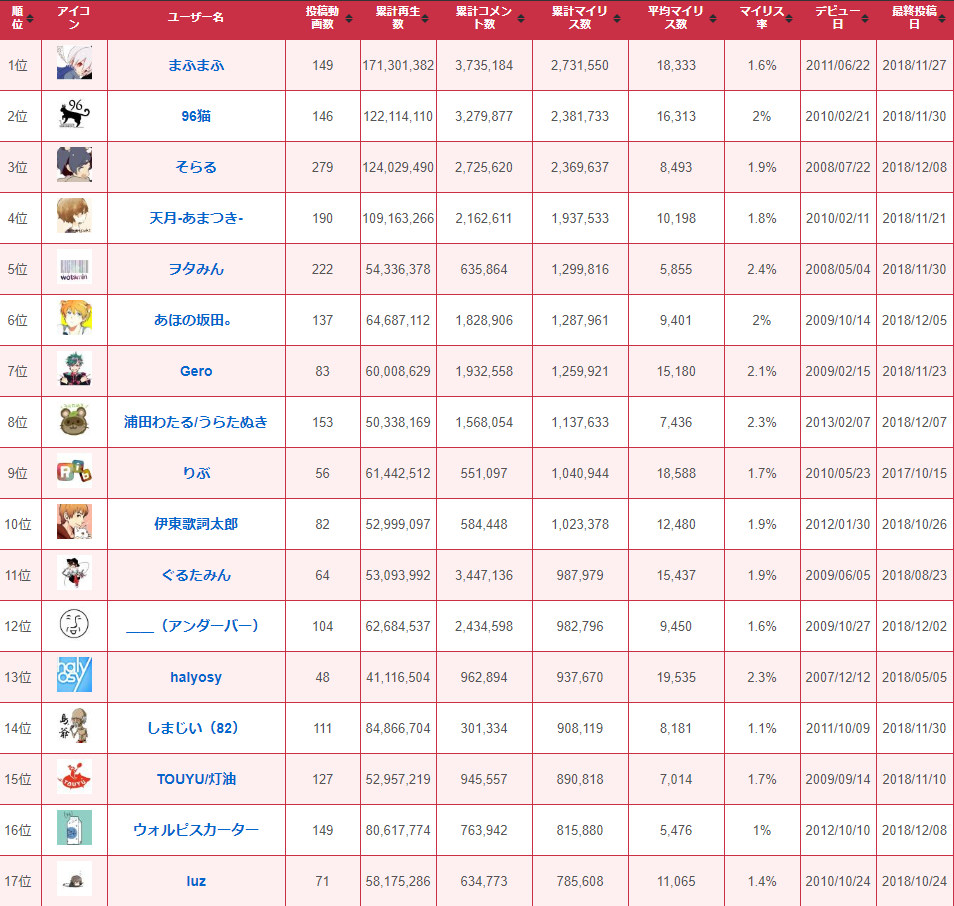 順位 アイコン ユーザー名 投稿動画数 累計再生数 累計コメント数 累計マイリス数 平均マイリス数 マイリス率 デビュー日 最終投稿日
1位 まふまふ 149 171,301,382 3,735,184 2,731,550 18,333 1.6% 2011/06/22 2018/11/27
2位 96 96猫 146 122,114,110 3,279,877 2,381,733 16,313 2% 2010/02/21 2018/11/30
3位 そらる 279 124,029,490 2,725,620 2,369,637 8,493 1.9% 2008/07/22 2018/12/08
4位 天月-あまつき- 190 109,163,266 2,162,611 1,937,533 10,198 1.8% 2010/02/11 2018/11/21
5位 wotamin ヲタみん 222 54,336,378 635,864 1,299,816 5,855 2.4% 2008/05/04 2018/11/30
6位 あほの坂田。 137 64,687,112 1,828,906 1,287,961 9,401 2% 2009/10/14 2018/12/05
7位 Gero 83 60,008,629 1,932,558 1,259,921 15,180 2.1% 2009/02/15 2018/11/23
8位 浦田わたる/うらたぬき 153 50,338,169 1,568,054 1,137,633 7,436 2.3% 2013/02/07 2018/12/07
9位 Rib りぶ 56 61,442,512 551,097 1,040,944 18,588 1.7% 2010/05/23 2017/10/15
10位 伊東歌詞太郎 82 52,999,097 584,448 1,023,378 12,480 1.9% 2012/01/30 2018/10/26
11位 ぐるたみん 64 53,093,992 3,447,136 987,979 15,437 1.9% 2009/06/05 2018/08/23
12位 ____（アンダーバー） 104 62,684,537 2,434,598 982,796 9,450 1.6% 2009/10/27 2018/12/02
13位 halyosy halyosy 48 41,116,504 962,894 937,670 19,535 2.3% 2007/12/12 2018/05/05
14位 島爺 しまじい（82） 111 84,866,704 301,334 908,119 8,181 1.1% 2011/10/09 2018/11/30
15位 TOUYU TOUYU/灯油 127 52,957,219 945,557 890,818 7,014 1.7% 2009/09/14 2018/11/10
16位 ウォルピスカーター 149 80,617,774 763,942 815,880 5,476 1% 2012/10/10 2018/12/08
17位 luz 71 58,175,286 634,773 785,608 11,065 1.4% 2010/10/24 2018/10/24